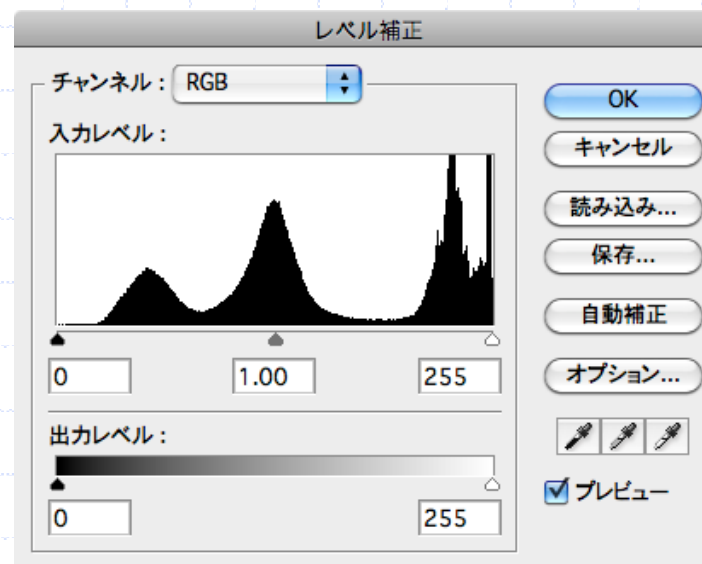 レベル補正
チャンネル： RGB
入力レベル：
0 1.00 255
出力レベル：
0 255
OK
キャンセル
読み込み...
保存...
自動補正
オプション...
プレビュー